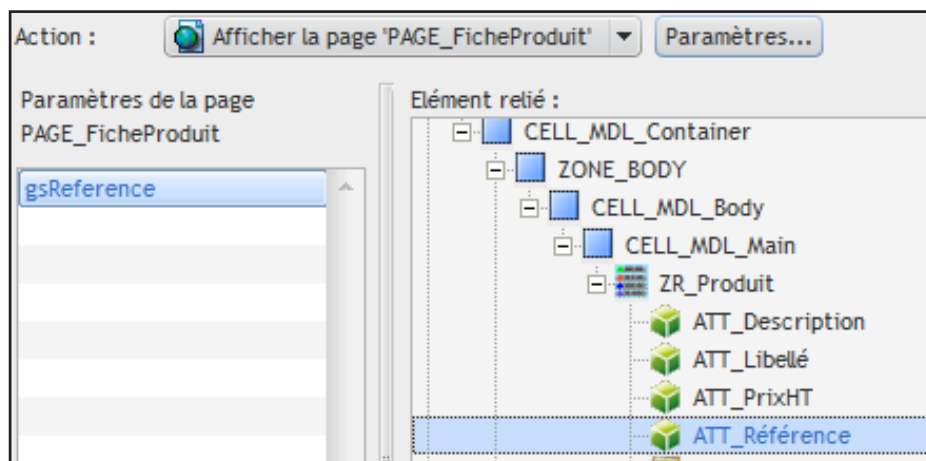 Action :
Afficher la page 'PAGE_FicheProduit'
Paramètres...
Paramètres de la page
PAGE_FicheProduit
gsReference
Elément relié :
CELL_MDL_Container
ZONE_BODY
CELL_MDL_Body
CELL_MDL_Main
ZR_Produit
ATT_Description
ATT_Libellé
ATT_PrixHT
ATT_Référence